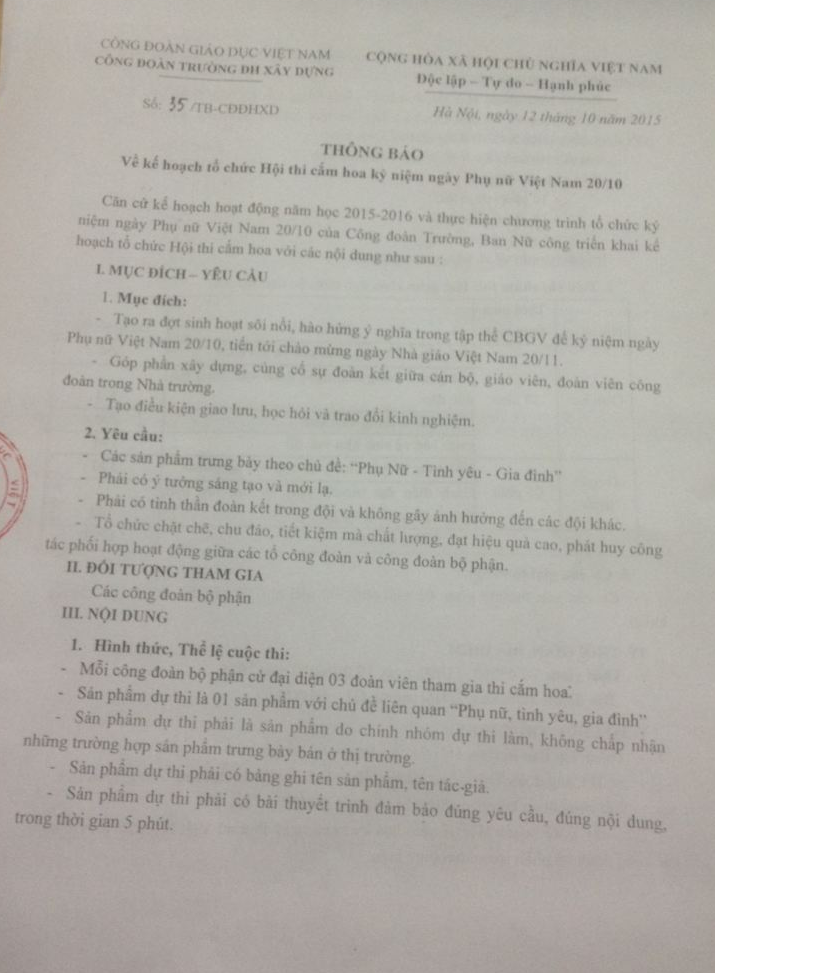 CÔNG ĐOÀN GIÁO DỤC VIỆT NAM
CÔNG ĐOÀN TRƯỜNG ĐH XÂY DỰNG
CỘNG HÒA XÃ HỘI CHỦ NGHĨA VIỆT NAM
Độc lập – Tự do – Hạnh phúc
Số: 35 /TB-CĐĐHXD
Hà Nội, ngày 12 tháng 10 năm 2015
THÔNG BÁO
Về kế hoạch tổ chức Hội thi cắm hoa kỷ niệm ngày Phụ nữ Việt Nam 20/10
Căn cứ kế hoạch hoạt động năm học 2015-2016 và thực hiện chương trình tổ chức kỷ
niệm ngày Phụ nữ Việt Nam 20/10 của Công đoàn Trường, Ban Nữ công triển khai kế
hoạch tổ chức Hội thi cắm hoa với các nội dung như sau :
I. MỤC ĐÍCH – YÊU CẦU
1. Mục đích:
- Tạo ra đợt sinh hoạt sôi nổi, hào hứng ý nghĩa trong tập thể CBGV để kỷ niệm ngày
Phụ nữ Việt Nam 20/10, tiến tới chào mừng ngày Nhà giáo Việt Nam 20/11.
- Góp phần xây dựng, củng cố sự đoàn kết giữa cán bộ, giáo viên, đoàn viên công
đoàn trong Nhà trường.
- Tạo điều kiện giao lưu, học hỏi và trao đổi kinh nghiệm.
2. Yêu cầu:
- Các sản phẩm trưng bày theo chủ đề: "Phụ Nữ - Tình yêu - Gia đình"
- Phải có ý tưởng sáng tạo và mới lạ.
- Phải có tinh thần đoàn kết trong đội và không gây ảnh hưởng đến các đội khác.
- Tổ chức chặt chẽ, chu đáo, tiết kiệm mà chất lượng, đạt hiệu quả cao, phát huy công
tác phối hợp hoạt động giữa các tổ công đoàn và công đoàn bộ phận.
II. ĐỐI TƯỢNG THAM GIA
Các công đoàn bộ phận
III. NỘI DUNG
1. Hình thức, Thể lệ cuộc thi:
- Mỗi công đoàn bộ phận cử đại diện 03 đoàn viên tham gia thi cắm hoa.
- Sản phẩm dự thi là 01 sản phẩm với chủ đề liên quan "Phụ nữ, tình yêu, gia đình"
- Sản phẩm dự thi phải là sản phẩm do chính nhóm dự thi làm, không chấp nhận
những trường hợp sản phẩm trưng bày bán ở thị trường.
- Sản phẩm dự thi phải có bảng ghi tên sản phẩm, tên tác giả.
- Sản phẩm dự thi phải có bài thuyết trình đảm bảo đúng yêu cầu, đúng nội dung,
trong thời gian 5 phút.
VIỆT